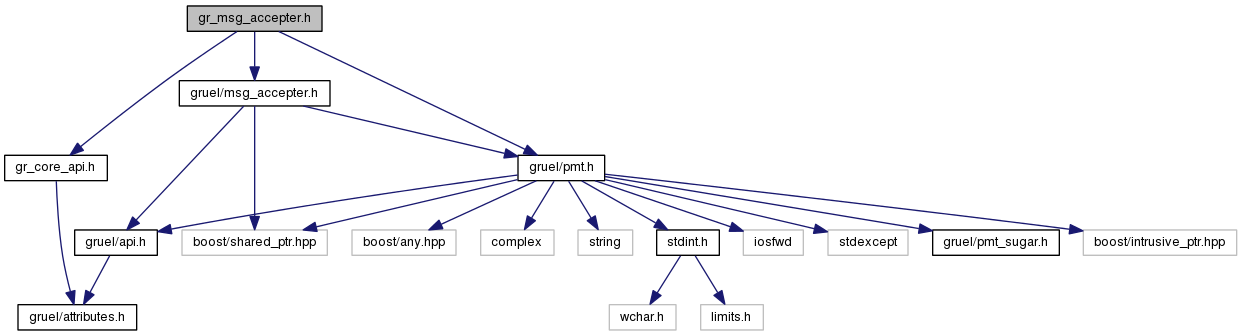 gr_msg_accepter.h
gruel/msg_accepter.h
gr_core_api.h
gruel/pmt.h
gruel/api.h
boost/shared_ptr.hpp
boost/any.hpp
complex
string
stdint.h
iosfwd
stdexcept
gruel/pmt_sugar.h
boost/intrusive_ptr.hpp
gruel/attributes.h
wchar.h
limits.h